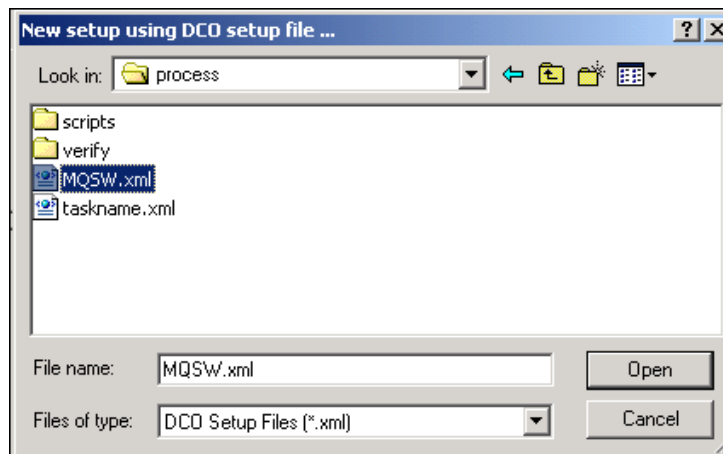 New setup using DCO setup file ...
Look in: process
scripts
verify
MQSW.xml
taskname.xml
File name: MQSW.xml Open
Files of type: DCO Setup Files (*.xml) Cancel